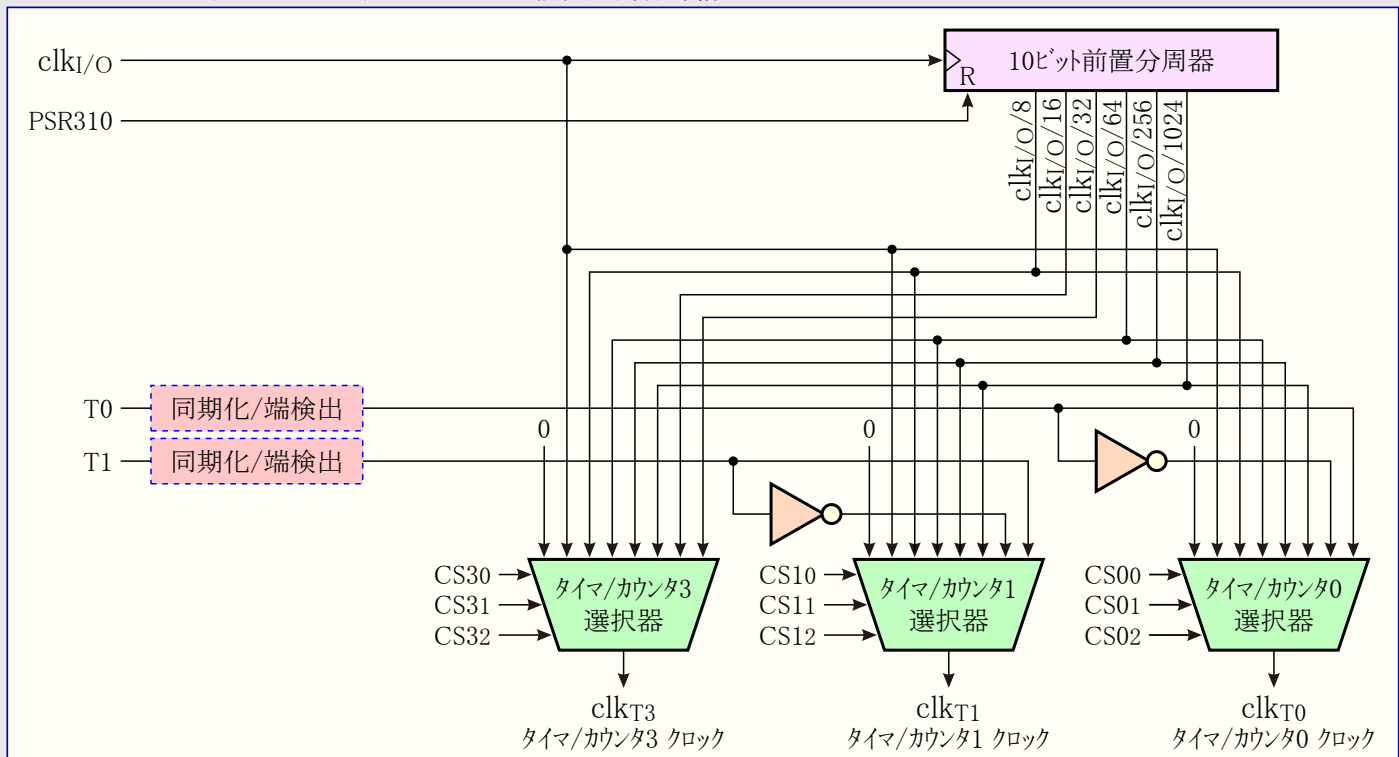 clkI/O
10ビット前置分周器
R
PSR310
clkI/O/8
clkI/O/16
clkI/O/32
clkI/O/64
clkI/O/256
clkI/O/1024
T0
同期化/端検出
T1
同期化/端検出
0
0
0
CS30
CS31
CS32
タイマ/カウンタ3
選択器
CS10
CS11
CS12
タイマ/カウンタ1
選択器
CS00
CS01
CS02
タイマ/カウンタ0
選択器
clkT3
タイマ/カウンタ3 クロック
clkT1
タイマ/カウンタ1 クロック
clkT0
タイマ/カウンタ0 クロック